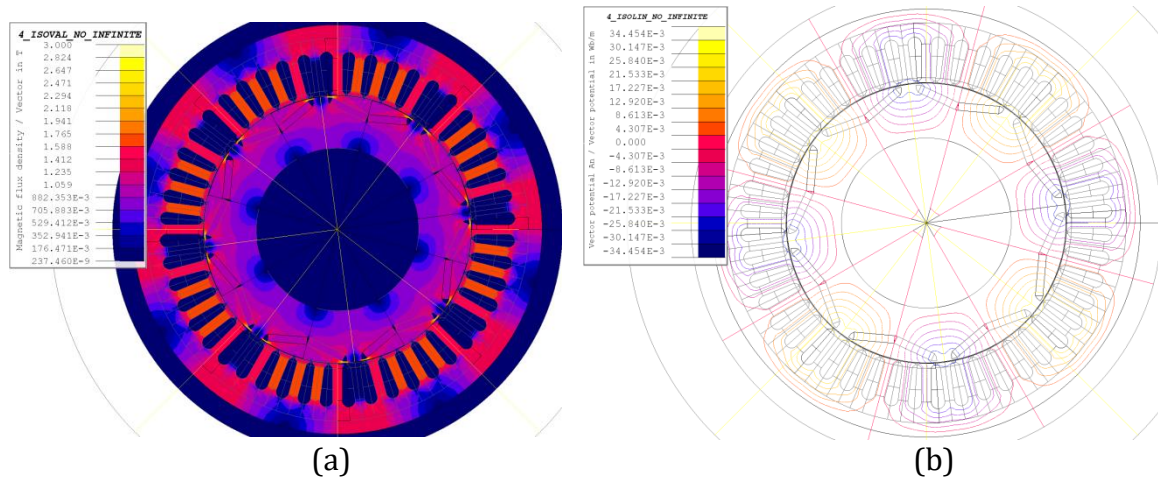 4_ISOVAL_NO_INFINITE
Magnetic flux density / Vector in T
3.000
2.824
2.647
2.471
2.294
2.118
1.941
1.765
1.588
1.412
1.235
1.059
882.353E-3
705.883E-3
529.412E-3
352.941E-3
176.471E-3
237.460E-9
(a)
4_ISOLIN_NO_INFINITE
Vector potential An / Vector potential in Wb/m
34.454E-3
30.147E-3
25.840E-3
21.533E-3
17.227E-3
12.920E-3
8.613E-3
4.307E-3
0.000
-4.307E-3
-8.613E-3
-12.920E-3
-17.227E-3
-21.533E-3
-25.840E-3
-30.147E-3
-34.454E-3
(b)